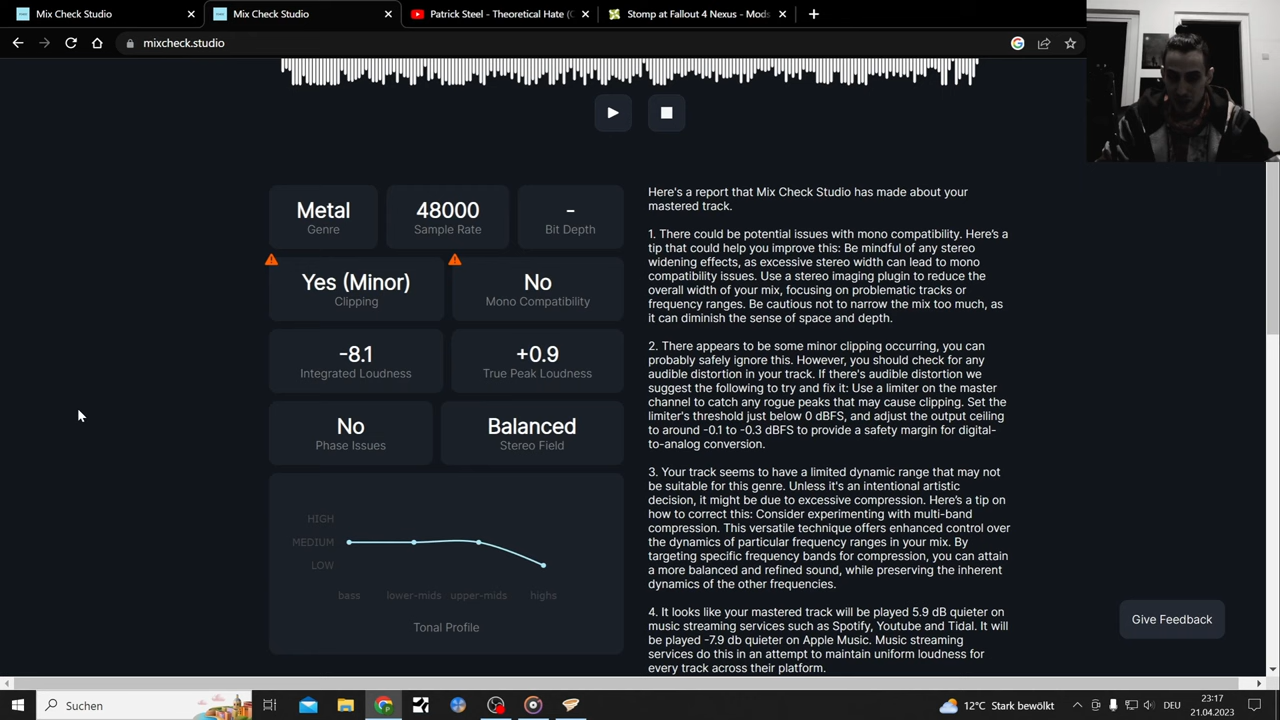 Mix Check Studio
Mix Check Studio
Patrick Steel - Theoretical Hate (
Stomp at Fallout 4 Nexus - Mods
mixcheck.studio
Metal
Genre
48000
Sample Rate
-
Bit Depth
Yes (Minor)
Clipping
No
Mono Compatibility
-8.1
Integrated Loudness
+0.9
True Peak Loudness
No
Phase Issues
Balanced
Stereo Field
HIGH
MEDIUM
LOW
bass
lower-mids
upper-mids
highs
Tonal Profile
Here's a report that Mix Check Studio has made about your
mastered track.
1. There could be potential issues with mono compatibility. Here's a
tip that could help you improve this: Be mindful of any stereo
widening effects, as excessive stereo width can lead to mono
compatibility issues. Use a stereo imaging plugin to reduce the
overall width of your mix, focusing on problematic tracks or
frequency ranges. Be cautious not to narrow the mix too much, as
it can diminish the sense of space and depth.
2. There appears to be some minor clipping occurring, you can
probably safely ignore this. However, you should check for any
audible distortion in your track. If there's audible distortion we
suggest the following to try and fix it: Use a limiter on the master
channel to catch any rogue peaks that may cause clipping. Set the
limiter's threshold just below 0 dBFS, and adjust the output ceiling
to around -0.1 to -0.3 dBFS to provide a safety margin for digital-
to-analog conversion.
3. Your track seems to have a limited dynamic range that may not
be suitable for this genre. Unless it's an intentional artistic
decision, it might be due to excessive compression. Here's a tip on
how to correct this: Consider experimenting with multi-band
compression. This versatile technique offers enhanced control over
the dynamics of particular frequency ranges in your mix. By
targeting specific frequency bands for compression, you can attain
a more balanced and refined sound, while preserving the inherent
dynamics of the other frequencies.
4. It looks like your mastered track will be played 5.9 dB quieter on
music streaming services such as Spotify, Youtube and Tidal. It will
be played -7.9 db quieter on Apple Music. Music streaming
services do this in an attempt to maintain uniform loudness for
every track across their platform.
Give Feedback
Suchen
12°C Stark bewölkt
DEU
23:17
21.04.2023